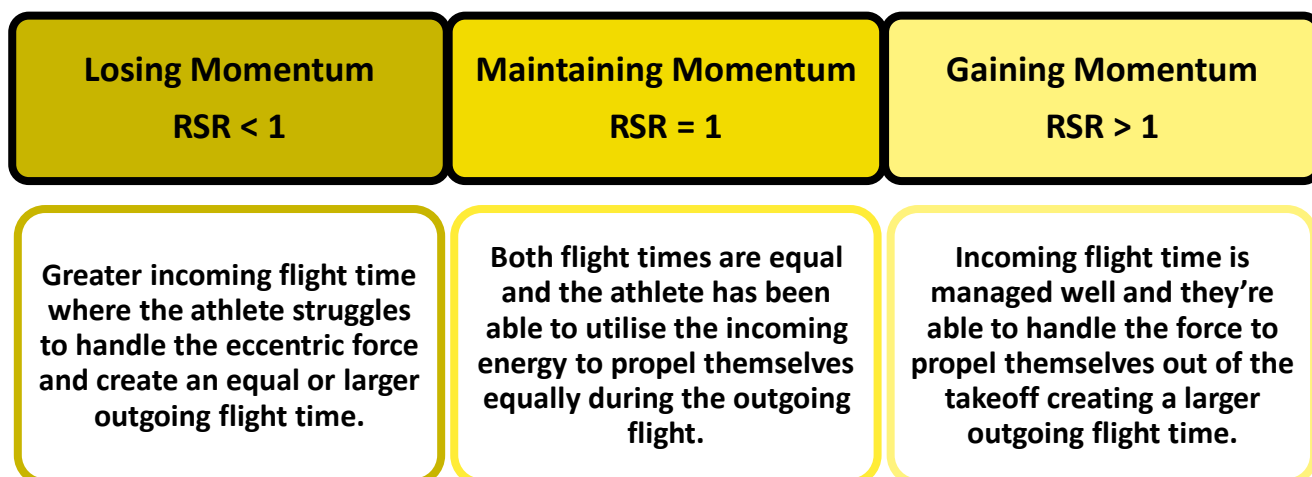 Losing Momentum
RSR < 1
Maintaining Momentum
RSR = 1
Gaining Momentum
RSR > 1
Greater incoming flight time
where the athlete struggles
to handle the eccentric force
and create an equal or larger
outgoing flight time.
Both flight times are equal
and the athlete has been
able to utilise the incoming
energy to propel themselves
equally during the outgoing
flight.
Incoming flight time is
managed well and they’re
able to handle the force to
propel themselves out of the
takeoff creating a larger
outgoing flight time.